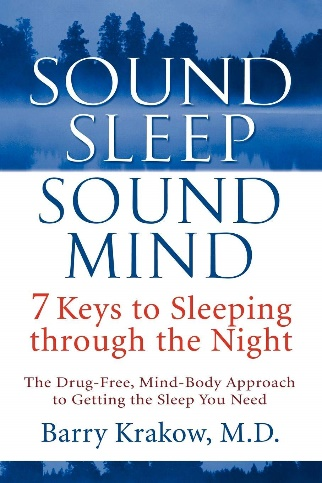 SOUND
SLEEP
SOUND
MIND
7 Keys to Sleeping
through the Night
The Drug-Free, Mind-Body Approach
to Getting the Sleep You Need
Barry Krakow, M.D.